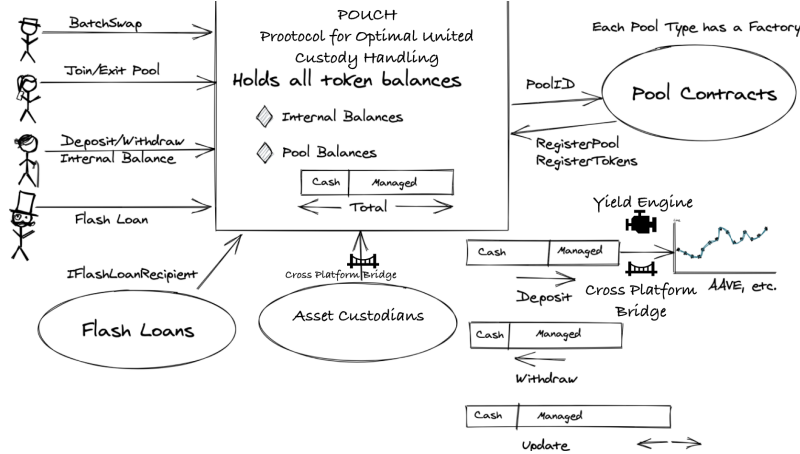 BatchSwap
Join/Exit Pool
Deposit/Withdraw
Internal Balance
Flash Loan
POUCH
Prootocol for Optimal United
Custody Handling
Holds all token balances
Internal Balances
Pool Balances
Cash Managed
Total
Each Pool Type has a Factory
PoolID
Pool Contracts
RegisterPool
RegisterTokens
IFlashLoanRecipient
Flash Loans
Cross Platform Bridge
Asset Custodians
Yield Engine
Cash Managed
Deposit
Cross Platform
Bridge
AAVE, etc.
Cash Managed
Withdraw
Cash Managed
Update